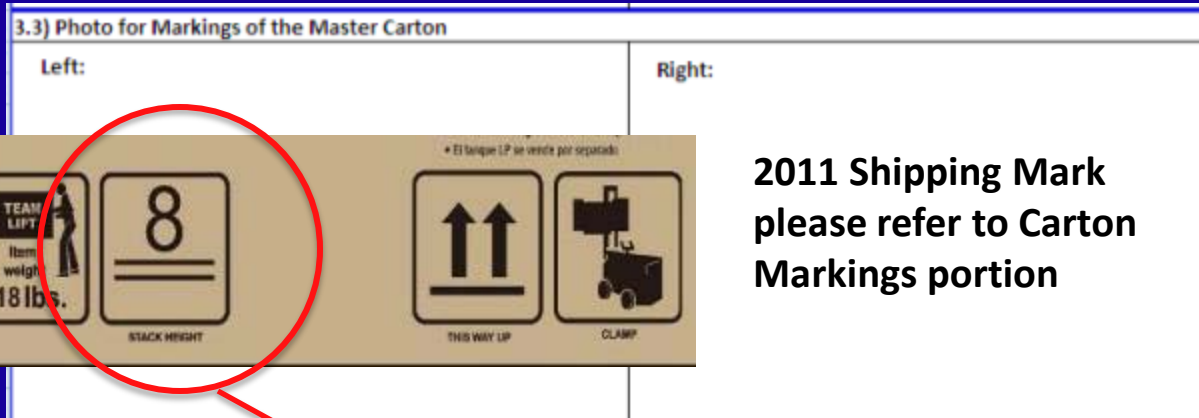 3.3) Photo for Markings of the Master Carton
Left:
Right:
• El tanque LP se vende por separado
TEAM
LIFT
Item
weight
18 lbs.
8
STACK HEIGHT
THIS WAY UP
CLAMP
2011 Shipping Mark
please refer to Carton
Markings portion